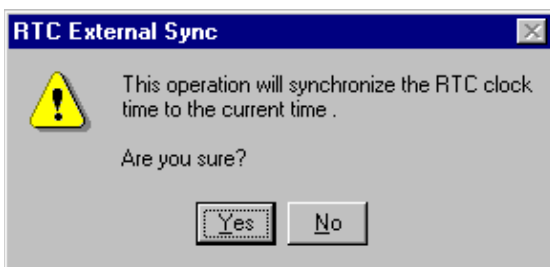 RTC External Sync
This operation will synchronize the RTC clock
time to the current time .
Are you sure?
Yes No